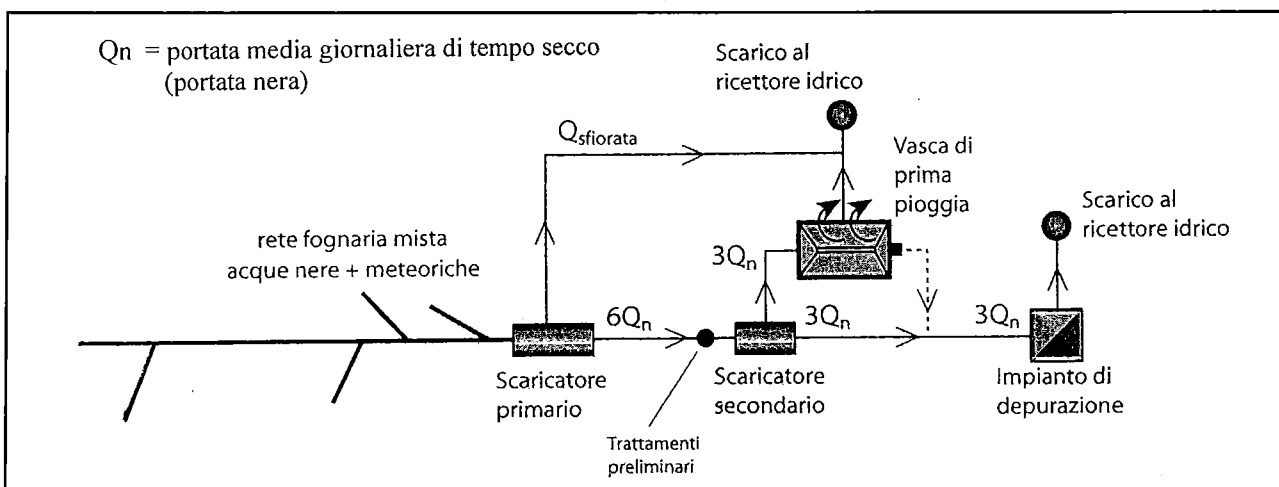 Qn = portata media giornaliera di tempo secco
(portata nera)
Scarico al
ricettore idrico
Qsfiorata
Vasca di
prima
pioggia
Scarico al
ricettore idrico
rete fognaria mista
acque nere + meteoriche
3Qn
6Qn
3Qn
3Qn
Scaricatore
primario
Scaricatore
secondario
Impianto di
depurazione
Trattamenti
preliminari